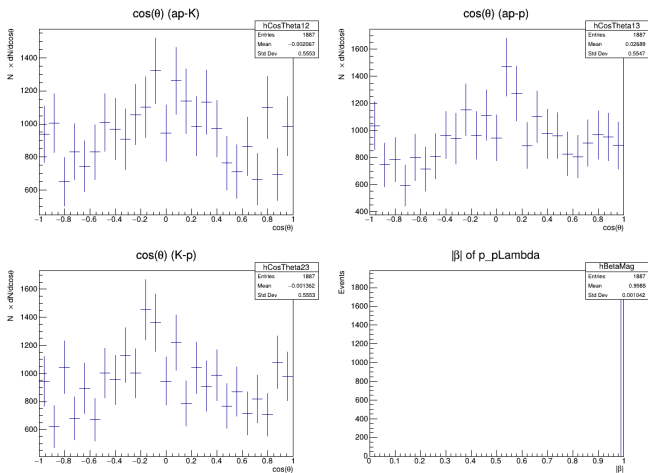 cos(θ) (ap-K)
hCosTheta12
Entries 1887
Mean −0.002067
Std Dev 0.5553
N × dN/dcosθ
1400
1200
1000
800
600
−1 −0.8 −0.6 −0.4 −0.2 0 0.2 0.4 0.6 0.8 1
cos(θ)
cos(θ) (ap-p)
hCosTheta13
Entries 1887
Mean 0.02689
Std Dev 0.5547
N × dN/dcosθ
1600
1400
1200
1000
800
600
400
−1 −0.8 −0.6 −0.4 −0.2 0 0.2 0.4 0.6 0.8 1
cos(θ)
cos(θ) (K-p)
hCosTheta23
Entries 1887
Mean −0.001362
Std Dev 0.5553
N × dN/dcosθ
1600
1400
1200
1000
800
600
400
−1 −0.8 −0.6 −0.4 −0.2 0 0.2 0.4 0.6 0.8 1
cos(θ)
|β| of p_pLambda
hBetaMag
Entries 1887
Mean 0.9988
Std Dev 0.001042
Events
1800
1600
1400
1200
1000
800
600
400
200
0
0 0.1 0.2 0.3 0.4 0.5 0.6 0.7 0.8 0.9 1
|β|